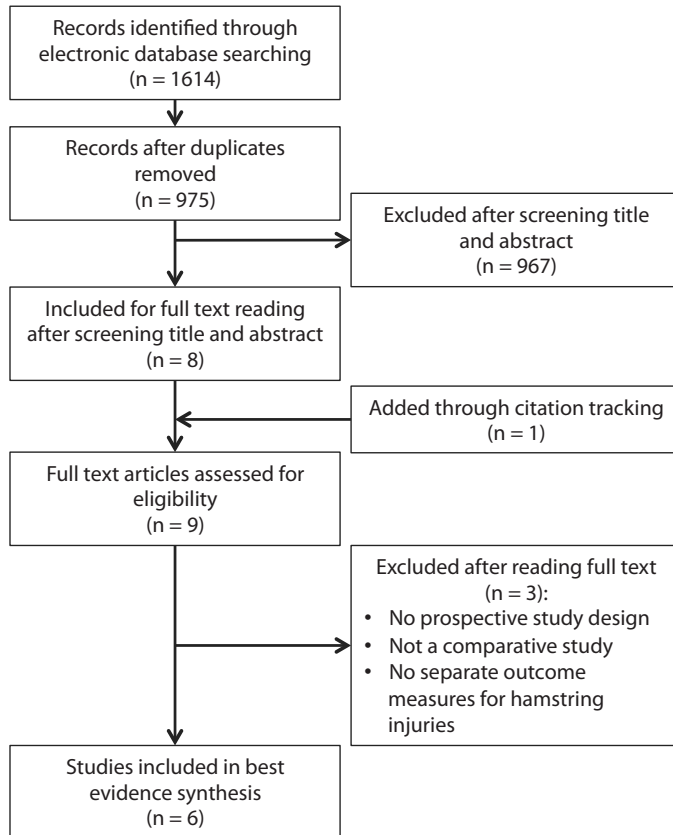 Records identified through
electronic database searching
(n = 1614)
Records after duplicates
removed
(n = 975)
Excluded after screening title
and abstract
(n = 967)
Included for full text reading
after screening title and abstract
(n = 8)
Added through citation tracking
(n = 1)
Full text articles assessed for
eligibility
(n = 9)
Excluded after reading full text
(n = 3):
• No prospective study design
• Not a comparative study
• No separate outcome
measures for hamstring
injuries
Studies included in best
evidence synthesis
(n = 6)